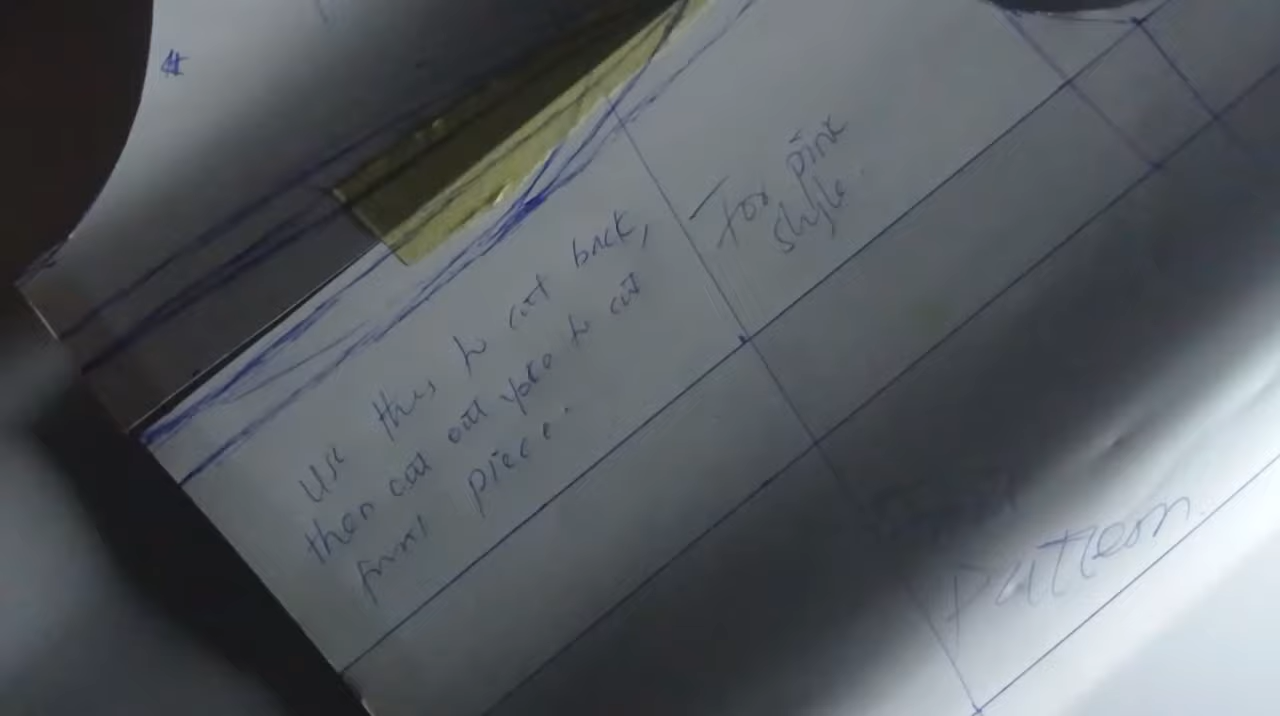 Use this to cut back,
then cut out yoke to cut
front piece.
For pink
style.
Pattern